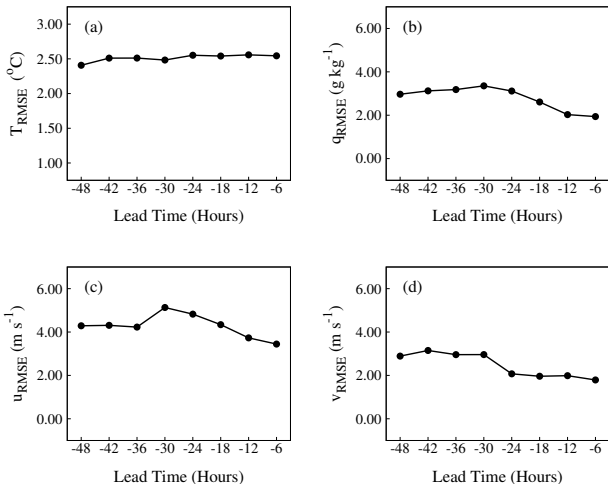 (a)
3.00
2.50
2.00
1.50
1.00
T_RMSE (°C)
-48 -42 -36 -30 -24 -18 -12 -6
Lead Time (Hours)
(b)
6.00
4.00
2.00
0.00
q_RMSE (g kg⁻¹)
-48 -42 -36 -30 -24 -18 -12 -6
Lead Time (Hours)
(c)
6.00
4.00
2.00
0.00
u_RMSE (m s⁻¹)
-48 -42 -36 -30 -24 -18 -12 -6
Lead Time (Hours)
(d)
6.00
4.00
2.00
0.00
v_RMSE (m s⁻¹)
-48 -42 -36 -30 -24 -18 -12 -6
Lead Time (Hours)